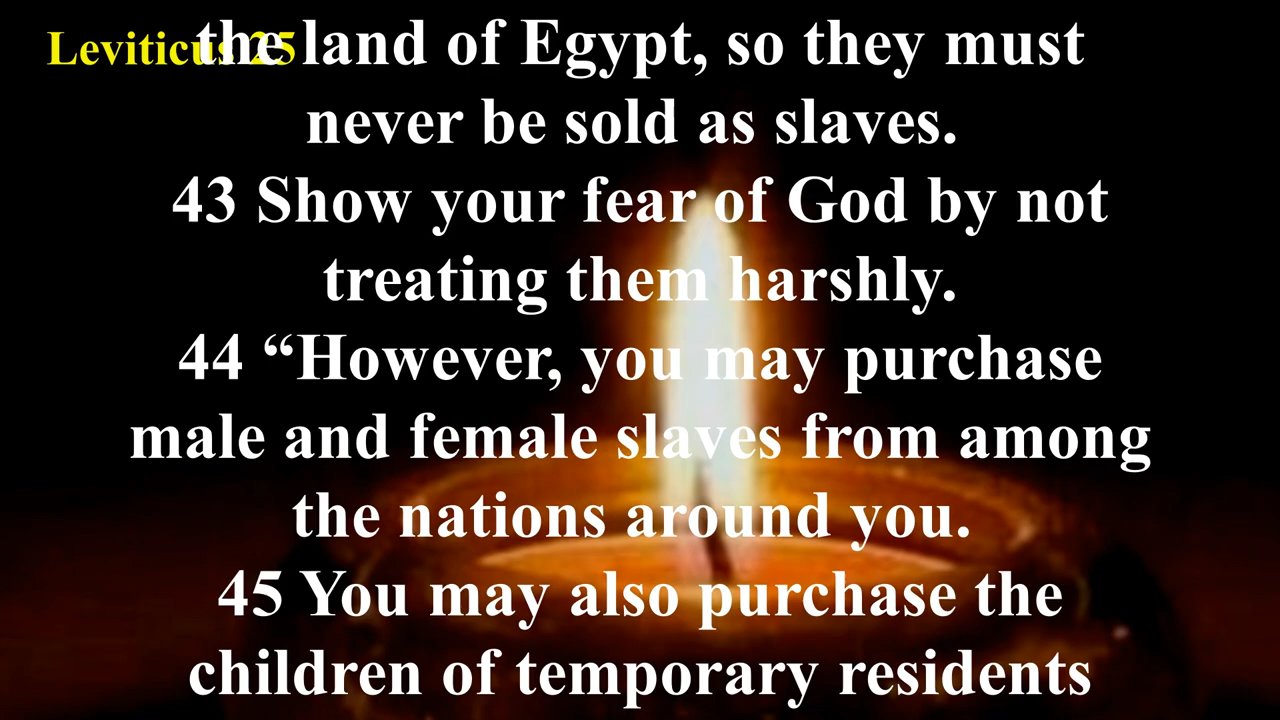 Leviticus 25
the land of Egypt, so they must
never be sold as slaves.
43 Show your fear of God by not
treating them harshly.
44 “However, you may purchase
male and female slaves from among
the nations around you.
45 You may also purchase the
children of temporary residents